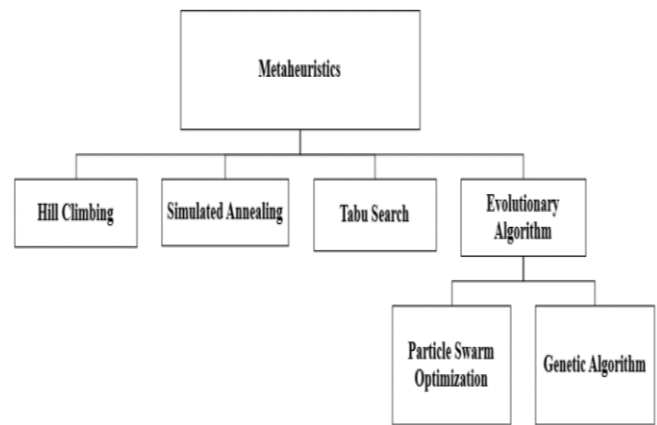 Metaheuristics
Hill Climbing
Simulated Annealing
Tabu Search
Evolutionary
Algorithm
Particle Swarm
Optimization
Genetic Algorithm